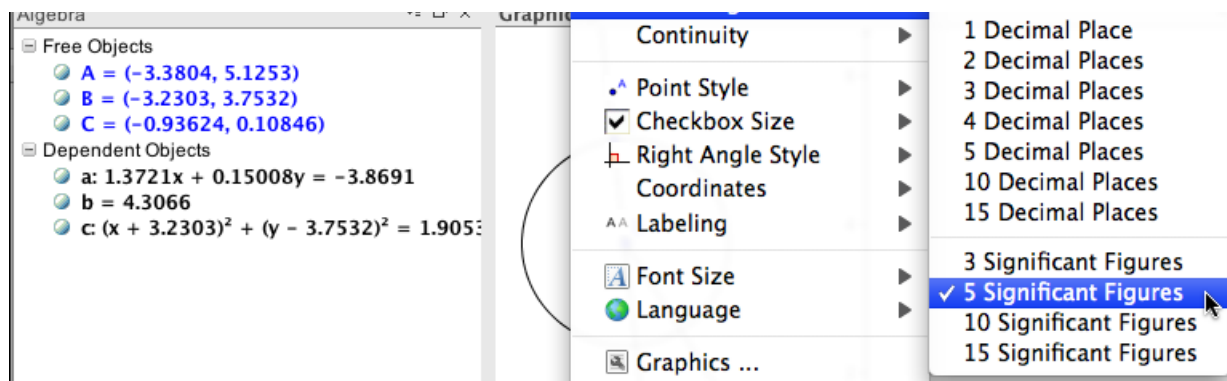 Algebra
Free Objects
A = (-3.3804, 5.1253)
B = (-3.2303, 3.7532)
C = (-0.93624, 0.10846)
Dependent Objects
a: 1.3721x + 0.15008y = -3.8691
b = 4.3066
c: (x + 3.2303)² + (y - 3.7532)² = 1.9053
Continuity
Point Style
Checkbox Size
Right Angle Style
Coordinates
AA Labeling
Font Size
Language
Graphics ...
1 Decimal Place
2 Decimal Places
3 Decimal Places
4 Decimal Places
5 Decimal Places
10 Decimal Places
15 Decimal Places
3 Significant Figures
✓ 5 Significant Figures
10 Significant Figures
15 Significant Figures